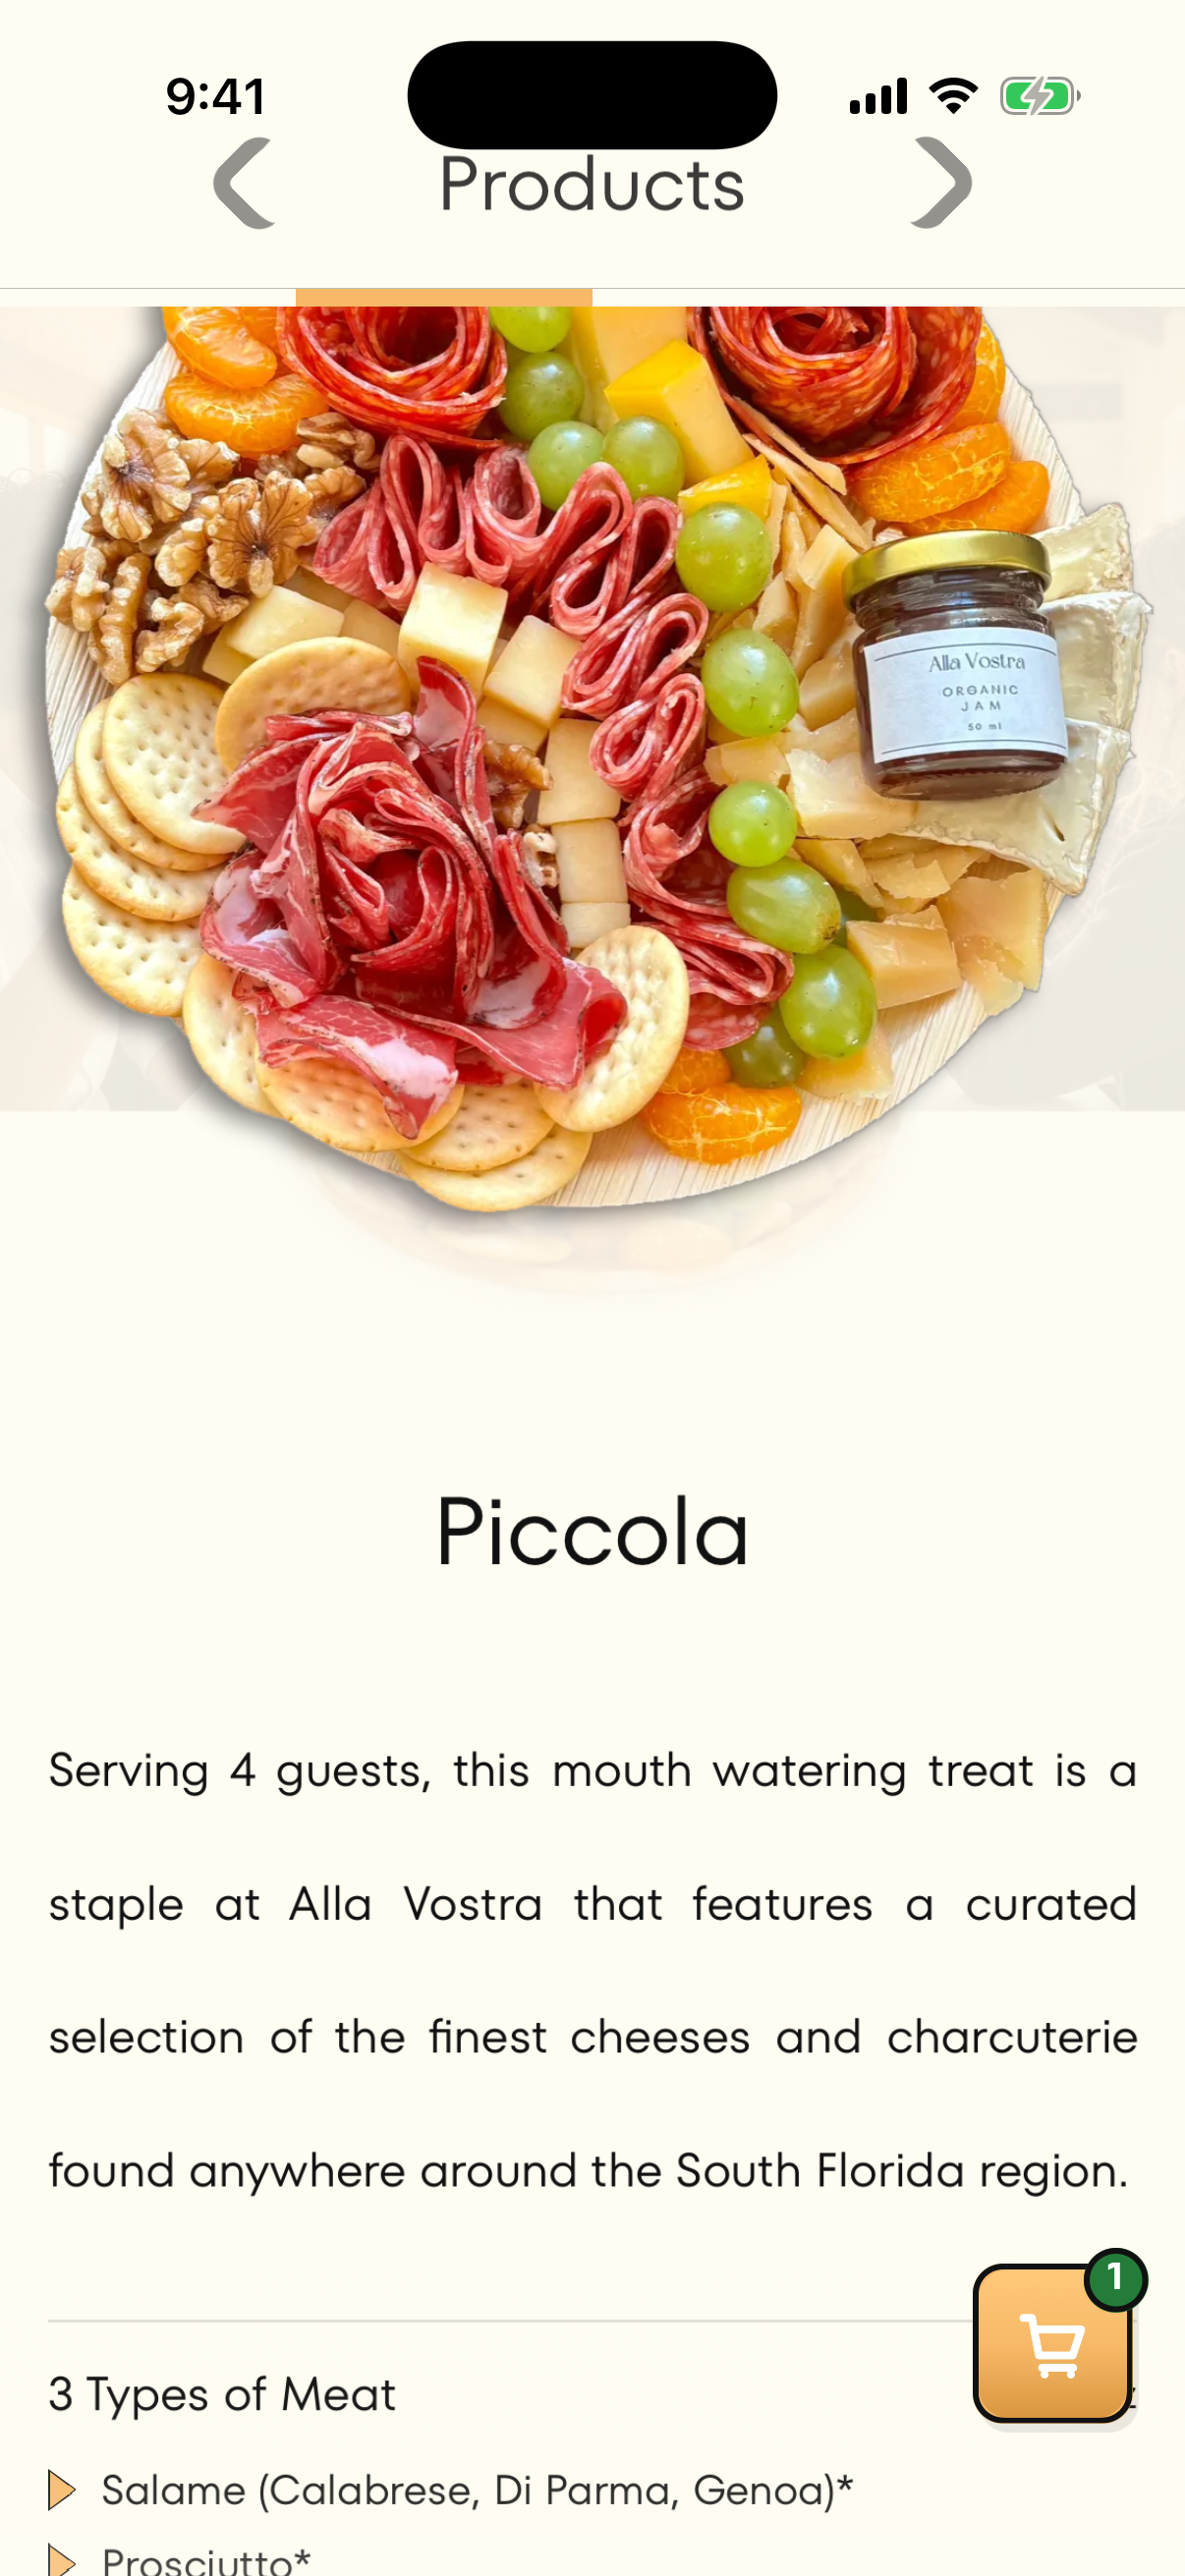 9:41
Products
Alla Vostra
ORGANIC
JAM
50 ml
Piccola
Serving 4 guests, this mouth watering treat is a
staple at Alla Vostra that features a curated
selection of the finest cheeses and charcuterie
found anywhere around the South Florida region.
1
3 Types of Meat
Salame (Calabrese, Di Parma, Genoa)*
Prosciutto*